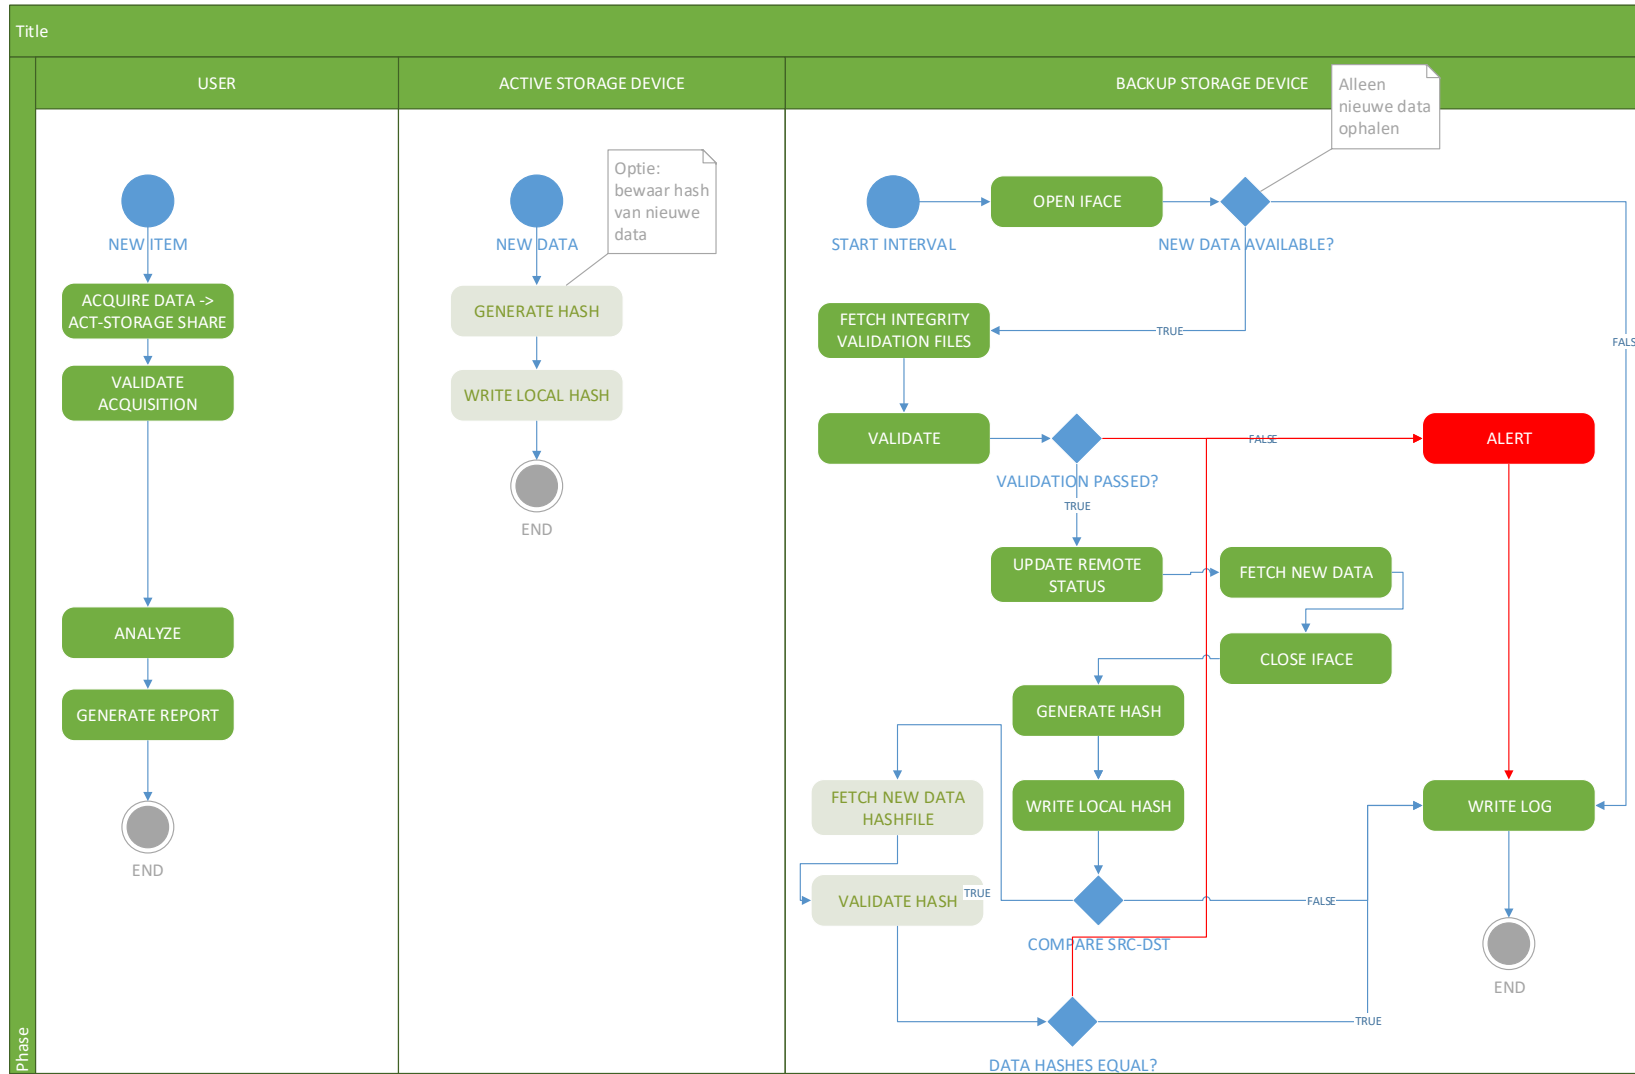 Title
Phase
USER
ACTIVE STORAGE DEVICE
BACKUP STORAGE DEVICE
Alleen
nieuwe data
ophalen
NEW ITEM
ACQUIRE DATA ->
ACT-STORAGE SHARE
VALIDATE
ACQUISITION
ANALYZE
GENERATE REPORT
END
Optie:
bewaar hash
van nieuwe
data
NEW DATA
GENERATE HASH
WRITE LOCAL HASH
END
START INTERVAL
OPEN IFACE
NEW DATA AVAILABLE?
TRUE
FALS
FETCH INTEGRITY
VALIDATION FILES
VALIDATE
VALIDATION PASSED?
FALSE
TRUE
ALERT
UPDATE REMOTE
STATUS
FETCH NEW DATA
CLOSE IFACE
GENERATE HASH
WRITE LOCAL HASH
FETCH NEW DATA
HASHFILE
VALIDATE HASH
TRUE
COMPARE SRC-DST
FALSE
WRITE LOG
DATA HASHES EQUAL?
TRUE
END